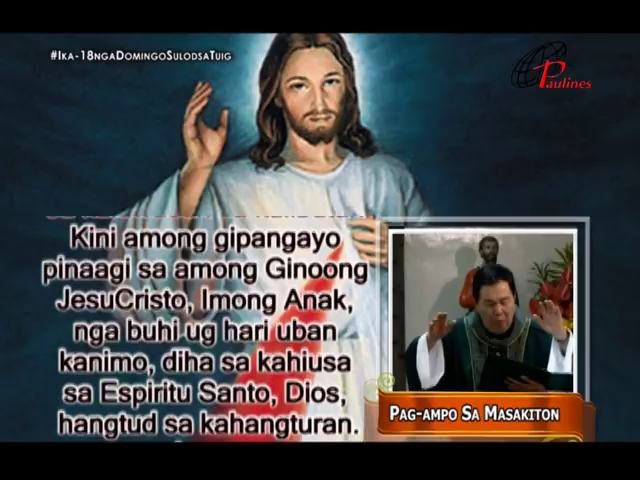 #IKA-18NGADOMINGOSULODSATUIG
Paulines
Kini among gipangayo
pinaagi sa among Ginoong
JesuCristo, Imong Anak,
nga buhi ug hari uban
kanimo, diha sa kahiusa
sa Espiritu Santo, Dios,
hangtud sa kahangturan.
PAG-AMPO SA MASAKITON